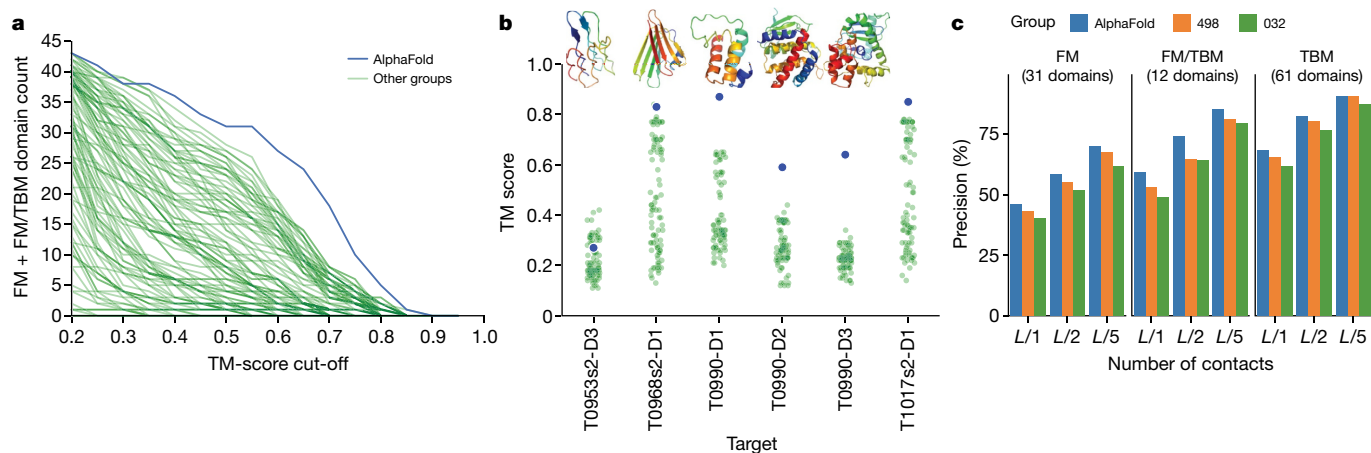 a
FM + FM/TBM domain count
45
40
35
30
25
20
15
10
5
0
0.2 0.3 0.4 0.5 0.6 0.7 0.8 0.9 1.0
TM-score cut-off
AlphaFold
Other groups
b
TM score
1.0
0.8
0.6
0.4
0.2
0
T0953s2-D3
T0968s2-D1
T0990-D1
T0990-D2
T0990-D3
T1017s2-D1
Target
c
Group AlphaFold 498 032
FM
(31 domains)
FM/TBM
(12 domains)
TBM
(61 domains)
Precision (%)
75
50
25
0
L/1 L/2 L/5 L/1 L/2 L/5 L/1 L/2 L/5
Number of contacts